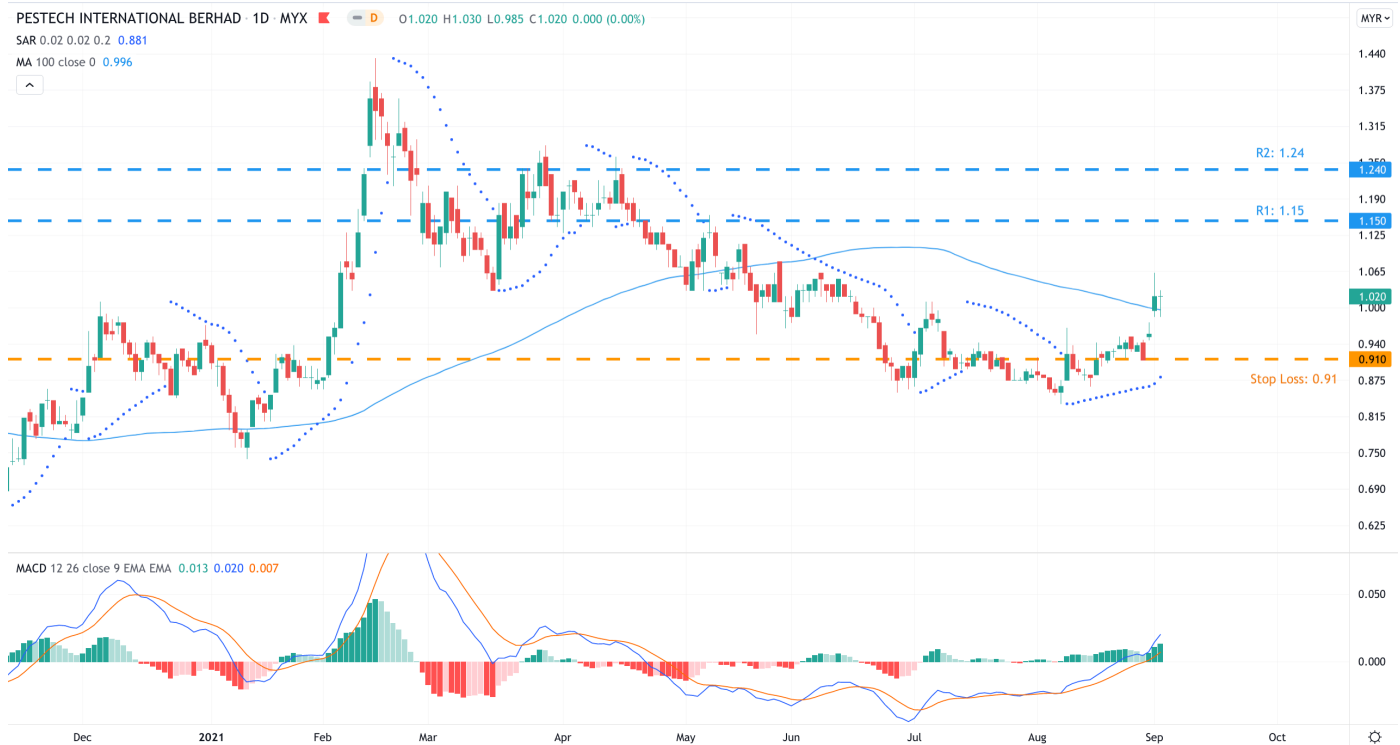 PESTECH INTERNATIONAL BERHAD · 1D · MYX D O1.020 H1.030 L0.985 C1.020 0.000 (0.00%)
MYR
SAR 0.02 0.02 0.2 0.881
MA 100 close 0 0.996
1.440
1.375
1.315
R2: 1.24
1.250
1.240
1.190
R1: 1.15
1.150
1.125
1.065
1.020
1.000
0.940
0.910
Stop Loss: 0.91
0.875
0.815
0.750
0.690
0.625
MACD 12 26 close 9 EMA EMA 0.013 0.020 0.007
0.050
0.000
Dec 2021 Feb Mar Apr May Jun Jul Aug Sep Oct